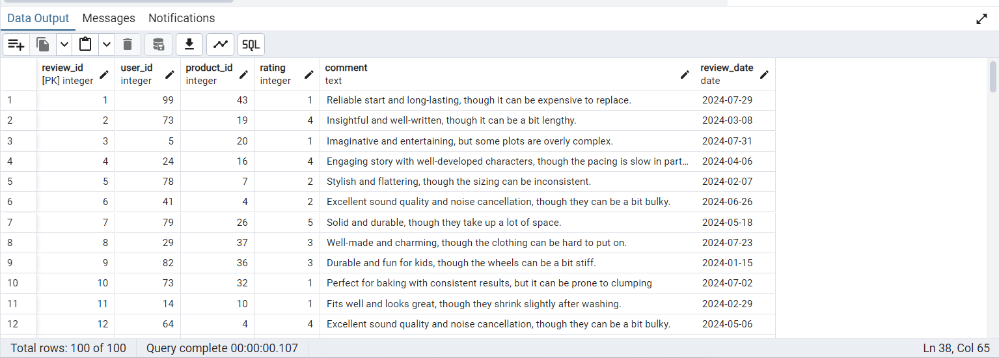 Data Output Messages Notifications
SQL
review_id user_id product_id rating comment review_date
[PK] integer integer integer integer text date
1 1 99 43 1 Reliable start and long-lasting, though it can be expensive to replace. 2024-07-29
2 2 73 19 4 Insightful and well-written, though it can be a bit lengthy. 2024-03-08
3 3 5 20 1 Imaginative and entertaining, but some plots are overly complex. 2024-07-31
4 4 24 16 4 Engaging story with well-developed characters, though the pacing is slow in part... 2024-04-06
5 5 78 7 2 Stylish and flattering, though the sizing can be inconsistent. 2024-02-07
6 6 41 4 2 Excellent sound quality and noise cancellation, though they can be a bit bulky. 2024-06-26
7 7 79 26 5 Solid and durable, though they take up a lot of space. 2024-05-18
8 8 29 37 3 Well-made and charming, though the clothing can be hard to put on. 2024-07-23
9 9 82 36 3 Durable and fun for kids, though the wheels can be a bit stiff. 2024-01-15
10 10 73 32 1 Perfect for baking with consistent results, but it can be prone to clumping 2024-07-02
11 11 14 10 1 Fits well and looks great, though they shrink slightly after washing. 2024-02-29
12 12 64 4 4 Excellent sound quality and noise cancellation, though they can be a bit bulky. 2024-05-06
Total rows: 100 of 100 Query complete 00:00:00.107 Ln 38, Col 65